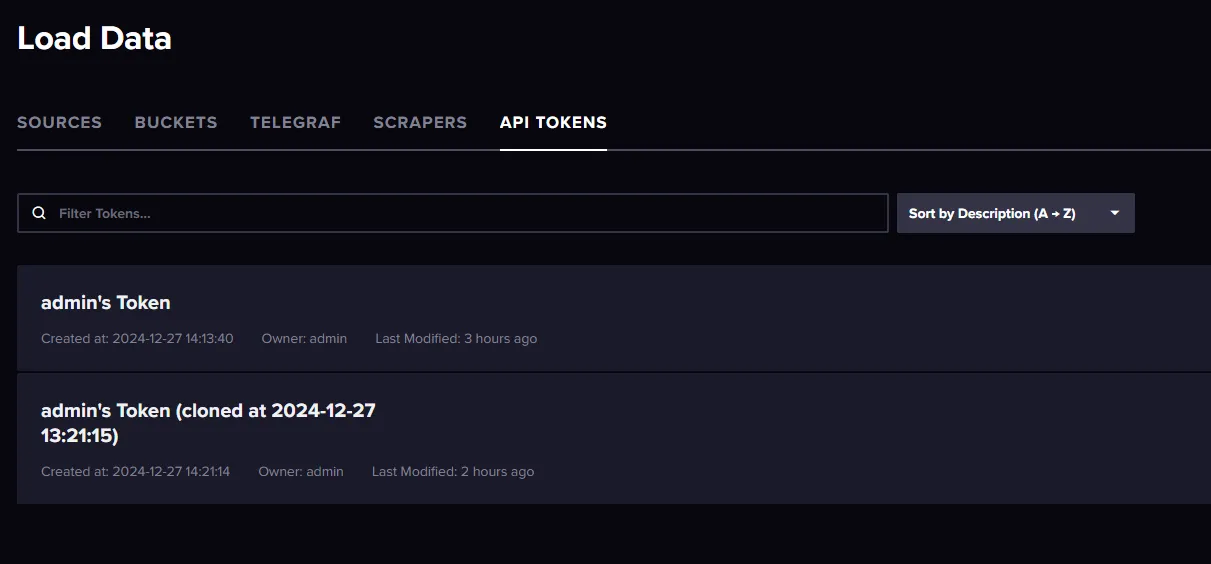 Load Data
SOURCES BUCKETS TELEGRAF SCRAPERS API TOKENS
Filter Tokens... Sort by Description (A → Z)
admin's Token
Created at: 2024-12-27 14:13:40 Owner: admin Last Modified: 3 hours ago
admin's Token (cloned at 2024-12-27
13:21:15)
Created at: 2024-12-27 14:21:14 Owner: admin Last Modified: 2 hours ago